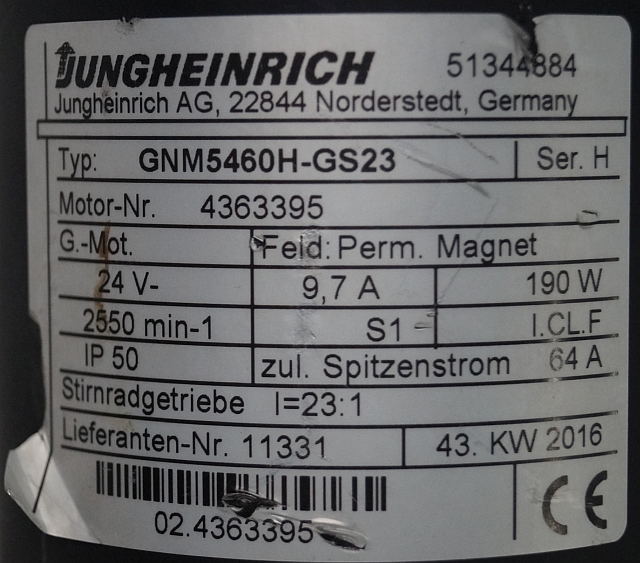 JUNGHEINRICH 51344884
Jungheinrich AG, 22844 Norderstedt, Germany
Typ: GNM5460H-GS23 Ser. H
Motor-Nr. 4363395
G.-Mot. Feld: Perm. Magnet
24 V- 9,7 A 190 W
2550 min-1 S1 I.CL.F
IP 50 zul. Spitzenstrom 64 A
Stirnradgetriebe I=23:1
Lieferanten-Nr. 11331 43. KW 2016
02.4363395 CE